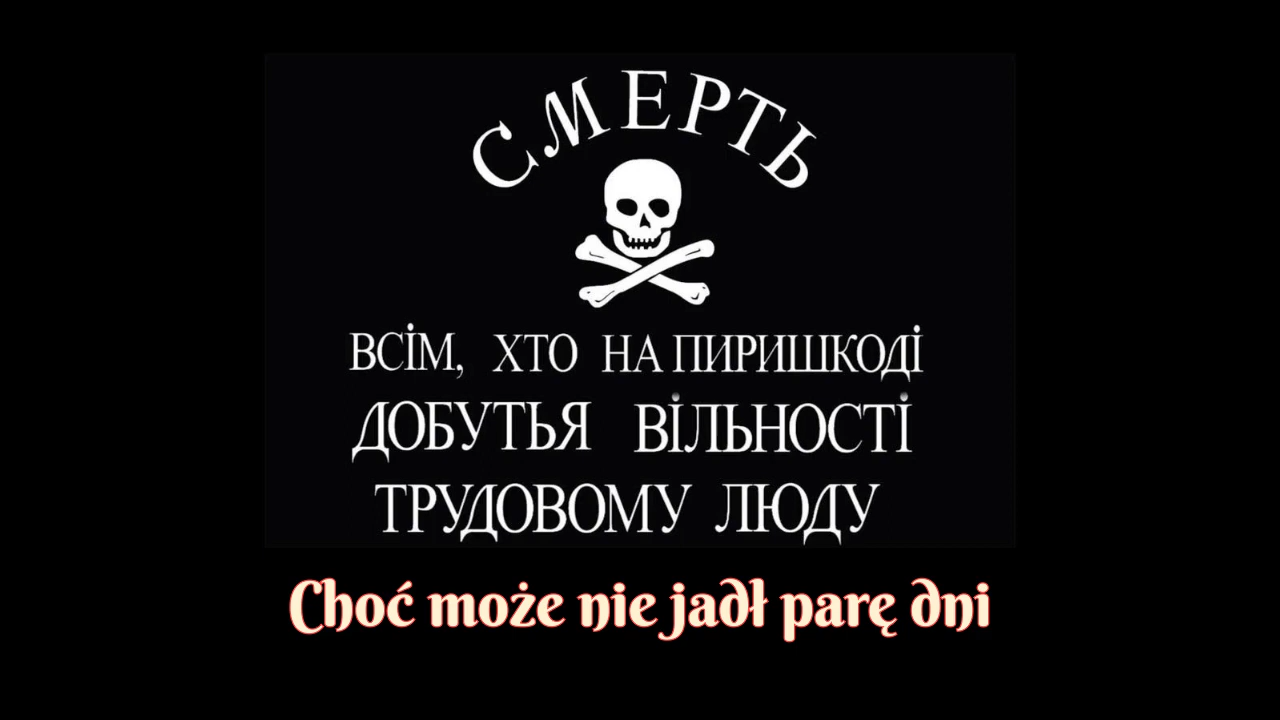 СМЕРТЬ
ВСіМ, ХТО НА ПИРИШКОДі
ДОБУТЬЯ ВіЛЬНОСТі
ТРУДОВОМУ ЛЮДУ
Choć może nie jadł parę dni